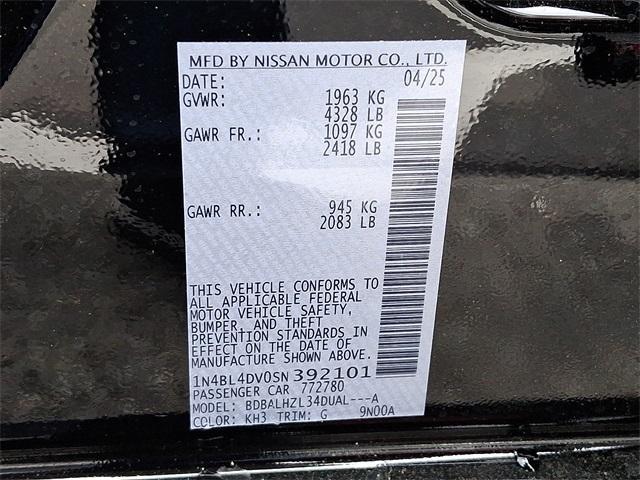 MFD BY NISSAN MOTOR CO., LTD.
DATE: 04/25
GVWR: 1963 KG
4328 LB
GAWR FR.: 1097 KG
2418 LB
GAWR RR.: 945 KG
2083 LB
THIS VEHICLE CONFORMS TO
ALL APPLICABLE FEDERAL
MOTOR VEHICLE SAFETY,
BUMPER, AND THEFT
PREVENTION STANDARDS IN
EFFECT ON THE DATE OF
MANUFACTURE SHOWN ABOVE.
1N4BL4DV0SN392101
PASSENGER CAR 772780
MODEL: BDBALHZL34DUAL---A
COLOR: KH3 TRIM: G 9N00A